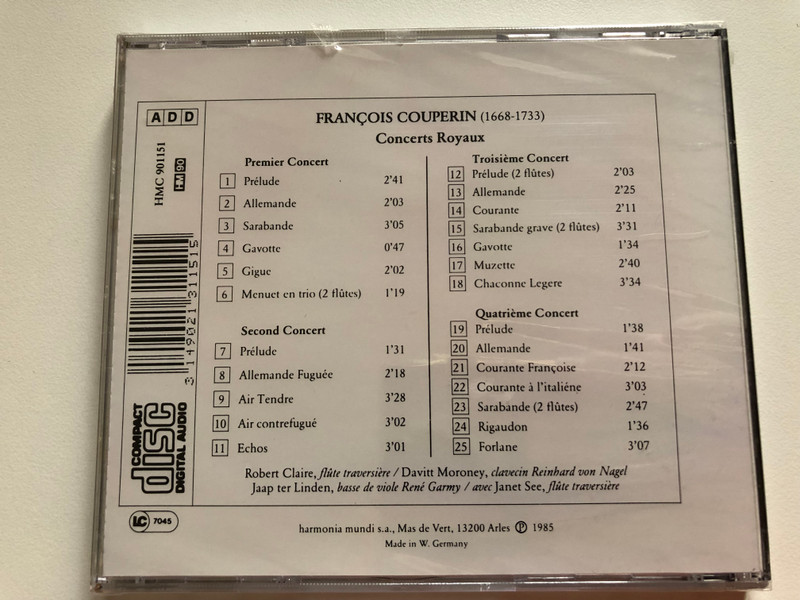 ADD
HMC 901151
HM 90
3 149021 311515
COMPACT
disc
DIGITAL AUDIO
LC 7045
FRANÇOIS COUPERIN (1668-1733)
Concerts Royaux
Premier Concert
1 Prélude 2'41
2 Allemande 2'03
3 Sarabande 3'05
4 Gavotte 0'47
5 Gigue 2'02
6 Menuet en trio (2 flûtes) 1'19
Second Concert
7 Prélude 1'31
8 Allemande Fuguée 2'18
9 Air Tendre 3'28
10 Air contrefugué 3'02
11 Echos 3'01
Troisième Concert
12 Prélude (2 flûtes) 2'03
13 Allemande 2'25
14 Courante 2'11
15 Sarabande grave (2 flûtes) 3'31
16 Gavotte 1'34
17 Muzette 2'40
18 Chaconne Legere 3'34
Quatrième Concert
19 Prélude 1'38
20 Allemande 1'41
21 Courante Françoise 2'12
22 Courante à l'italiéne 3'03
23 Sarabande (2 flûtes) 2'47
24 Rigaudon 1'36
25 Forlane 3'07
Robert Claire, flûte traversière / Davitt Moroney, clavecin Reinhard von Nagel
Jaap ter Linden, basse de viole René Garmy / avec Janet See, flûte traversière
harmonia mundi s.a., Mas de Vert, 13200 Arles Ⓟ 1985
Made in W. Germany